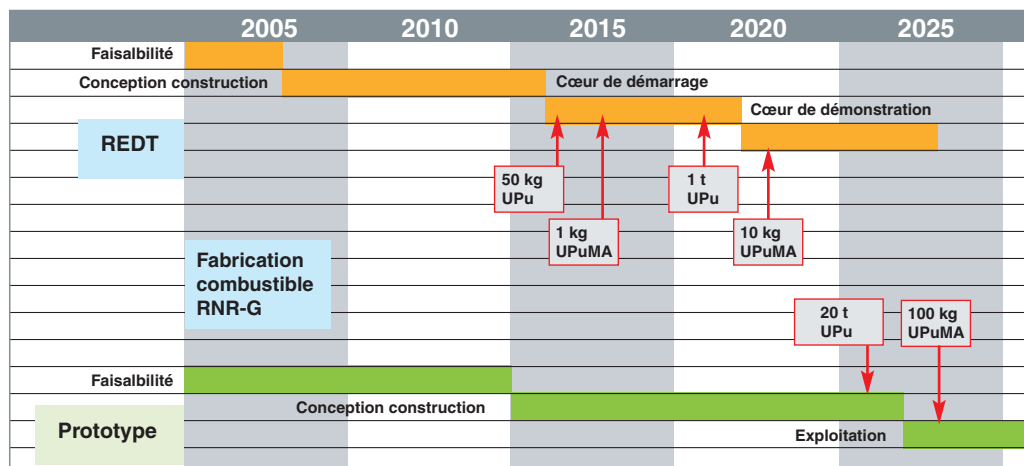 2005 2010 2015 2020 2025
Faisalbilité
Conception construction
Cœur de démarrage
Cœur de démonstration
REDT
50 kg
UPu
1 t
UPu
1 kg
UPuMA
10 kg
UPuMA
Fabrication
combustible
RNR-G
20 t
UPu
100 kg
UPuMA
Faisalbilité
Conception construction
Prototype
Exploitation